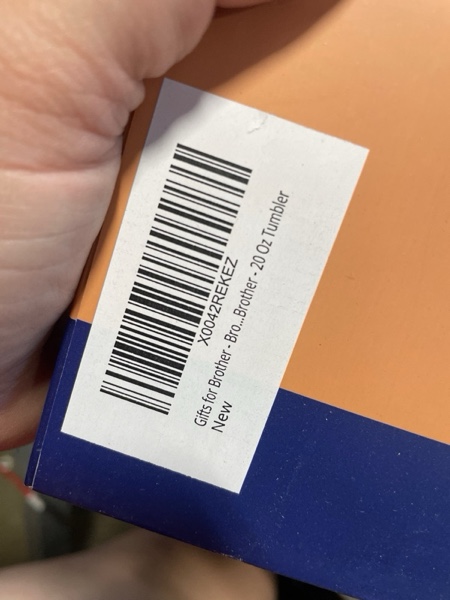 X0042REKEZ
Gifts for Brother - Bro...Brother - 20 Oz Tumbler
New